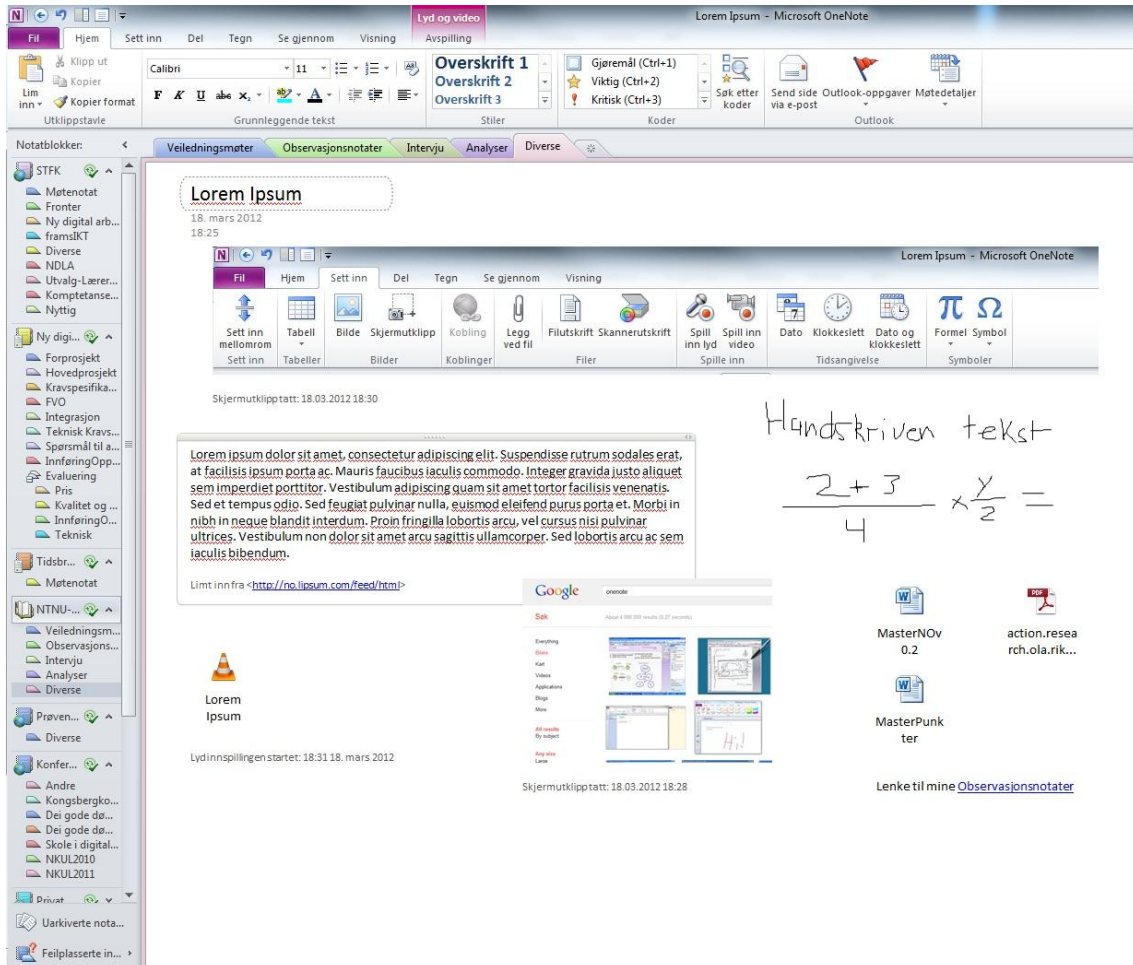 Lyd og video
Lorem Ipsum - Microsoft OneNote
Fil Hjem Sett inn Del Tegn Se gjennom Visning Avspilling
Lim inn
Klipp ut
Kopier
Kopier format
Utklippstavle
Calibri 11
F K U abc x₂ A
Grunnleggende tekst
Overskrift 1
Overskrift 2
Overskrift 3
Stiler
Gjøremål (Ctrl+1)
Viktig (Ctrl+2)
Kritisk (Ctrl+3)
Søk etter koder
Koder
Send side via e-post
Outlook-oppgaver
Møtedetaljer
Outlook
Notatblokker:
Veiledningsmøter Observasjonsnotater Intervju Analyser Diverse
STFK
Møtenotat
Fronter
Ny digital arb...
framsIKT
Diverse
NDLA
Utvalg-Lærer...
Komptetanse...
Nyttig
Ny digi...
Forprosjekt
Hovedprosjekt
Kravspesifika...
FVO
Integrasjon
Teknisk Kravs...
Spørsmål til a...
InnføringOpp...
Evaluering
Pris
Kvalitet og ...
InnføringO...
Teknisk
Tidsbr...
Møtenotat
NTNU-...
Veiledningsm...
Observasjons...
Intervju
Analyser
Diverse
Prøven...
Diverse
Konfer...
Andre
Kongsbergko...
Dei gode dø...
Dei gode dø...
Skole i digital...
NKUL2010
NKUL2011
Privat
Uarkiverte nota...
Feilplasserte in...
Lorem Ipsum
18. mars 2012
18:25
Lorem Ipsum - Microsoft OneNote
Fil Hjem Sett inn Del Tegn Se gjennom Visning
Sett inn mellomrom
Sett inn
Tabell
Tabeller
Bilde Skjermutklipp
Bilder
Kobling
Koblinger
Legg ved fil
Filutskrift Skannerutskrift
Filer
Spill inn lyd
Spill inn video
Spille inn
Dato Klokkeslett Dato og klokkeslett
Tidsangivelse
Formel Symbol
Symboler
Skjermutklipp tatt: 18.03.2012 18:30
Handskriven tekst
2+3
4
× y
2
=
Lorem ipsum dolor sit amet, consectetur adipiscing elit. Suspendisse rutrum sodales erat,
at facilisis ipsum porta ac. Mauris faucibus iaculis commodo. Integer gravida justo aliquet
sem imperdiet porttitor. Vestibulum adipiscing quam sit amet tortor facilisis venenatis.
Sed et tempus odio. Sed feugiat pulvinar nulla, euismod eleifend purus porta et. Morbi in
nibh in neque blandit interdum. Proin fringilla lobortis arcu, vel cursus nisi pulvinar
ultrices. Vestibulum non dolor sit amet arcu sagittis ullamcorper. Sed lobortis arcu ac sem
iaculis bibendum.
Limt inn fra <http://no.lipsum.com/feed/html>
Google onenote
Søk
Everything
Kart
Videos
Applications
Blogs
More
All results
By subject
Any size
Large
Hi!
Skjermutklipp tatt: 18.03.2012 18:28
Lorem
Ipsum
Lydinnspillingen startet: 18:31 18. mars 2012
MasterNOv
0.2
action.resea
rch.ola.rik...
MasterPunk
ter
Lenke til mine Observasjonsnotater